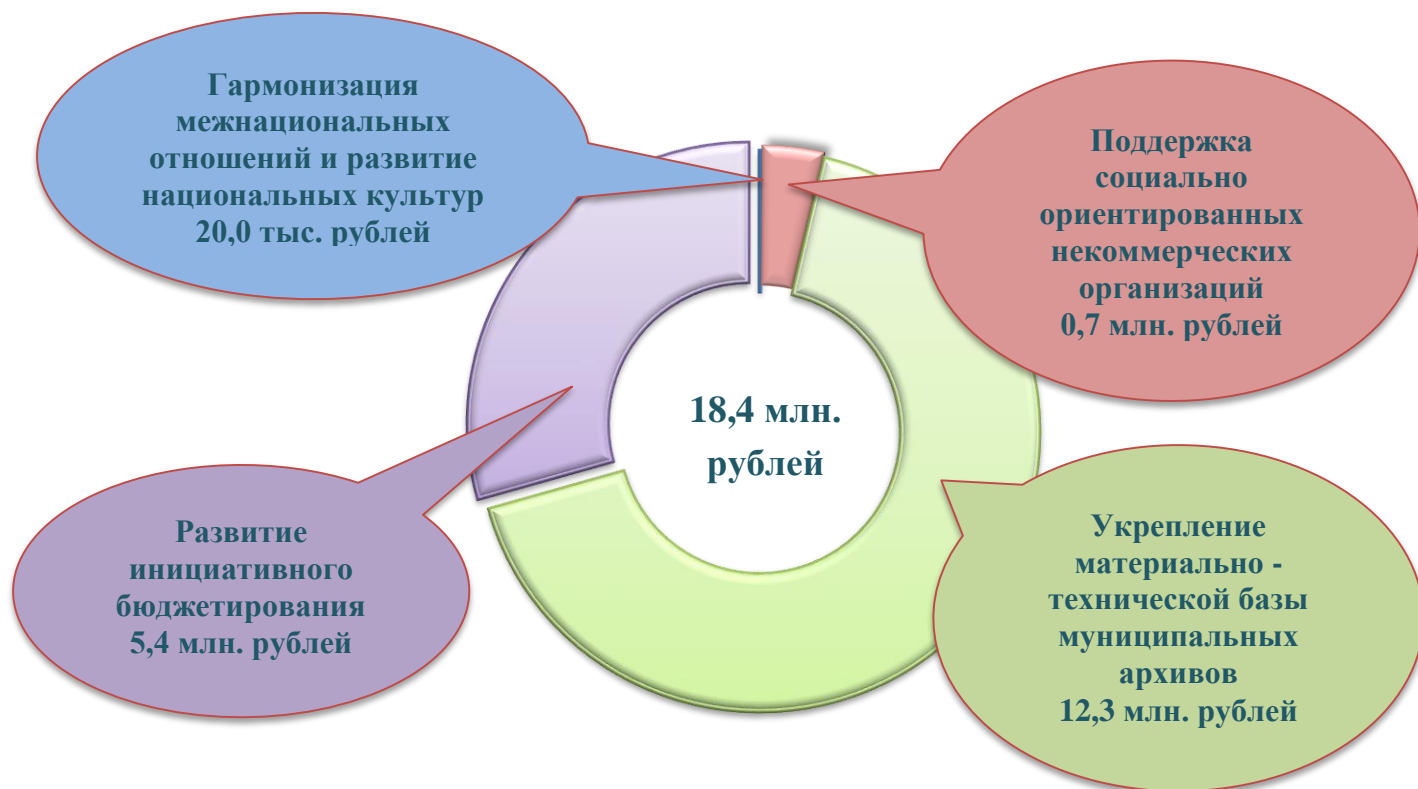 Гармонизация
межнациональных
отношений и развитие
национальных культур
20,0 тыс. рублей
Поддержка
социально
ориентированных
некоммерческих
организаций
0,7 млн. рублей
18,4 млн.
рублей
Развитие
инициативного
бюджетирования
5,4 млн. рублей
Укрепление
материально -
технической базы
муниципальных
архивов
12,3 млн. рублей